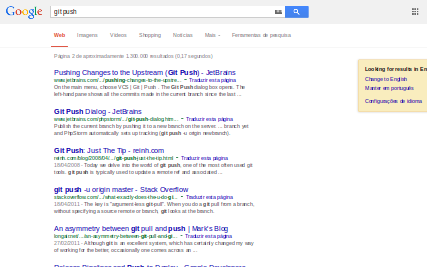 Google
git push
Web Imagens Vídeos Shopping Notícias Mais Ferramentas de pesquisa
Página 2 de aproximadamente 1.300.000 resultados (0,17 segundos)
Looking for results in En
Change to English
Manter em português
Configurações de idioma
Pushing Changes to the Upstream (Git Push) - JetBrains
www.jetbrains.com/.../pushing-changes-to-the-upstre... - Traduzir esta página
On the main menu, choose VCS | Git | Push . The Git Push dialog box opens. The
left-hand pane shows all the commits made in the current branch since the last ...
Git Push Dialog - JetBrains
www.jetbrains.com/phpstorm/...dialog/git-push-dialog.htm... - Traduzir esta página
Publish the current branch by pushing it to a new branch on the server. ... branch yet
and PhpStorm automatically sets up tracking (git push -u origin newbranch).
Git Push: Just The Tip - reinh.com
reinh.com/blog/2008/04/.../git-push-just-the-tip.html - Traduzir esta página
16/04/2008 - Today we delve into the world of git push, one of the most often used git
tools. git push is typically used to update a remote ref and associated ...
git push -u origin master - Stack Overflow
stackoverflow.com/.../what-exactly-does-the-u-do-gi... - Traduzir esta página
16/04/2011 - The key is "argument-less git-pull". When you do a git pull from a branch,
without specifying a source remote or branch, git looks at the branch.
An asymmetry between git pull and push | Mark's Blog
longair.net/.../an-asymmetry-between-git-pull-and-gi... - Traduzir esta página
27/02/2011 - Although git is an excellent system, which has certainly changed my way
of working for the better, occasionally one comes across an ...